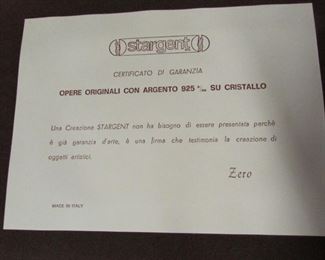 stargent
CERTIFICATO DI GARANZIA
OPERE ORIGINALI CON ARGENTO 925 °/°° SU CRISTALLO
Una Creazione STARGENT non ha bisogno di essere presentata perchè
è già garanzia d'arte, è una firma che testimonia la creazione di
oggetti artistici.
Zero
MADE IN ITALY